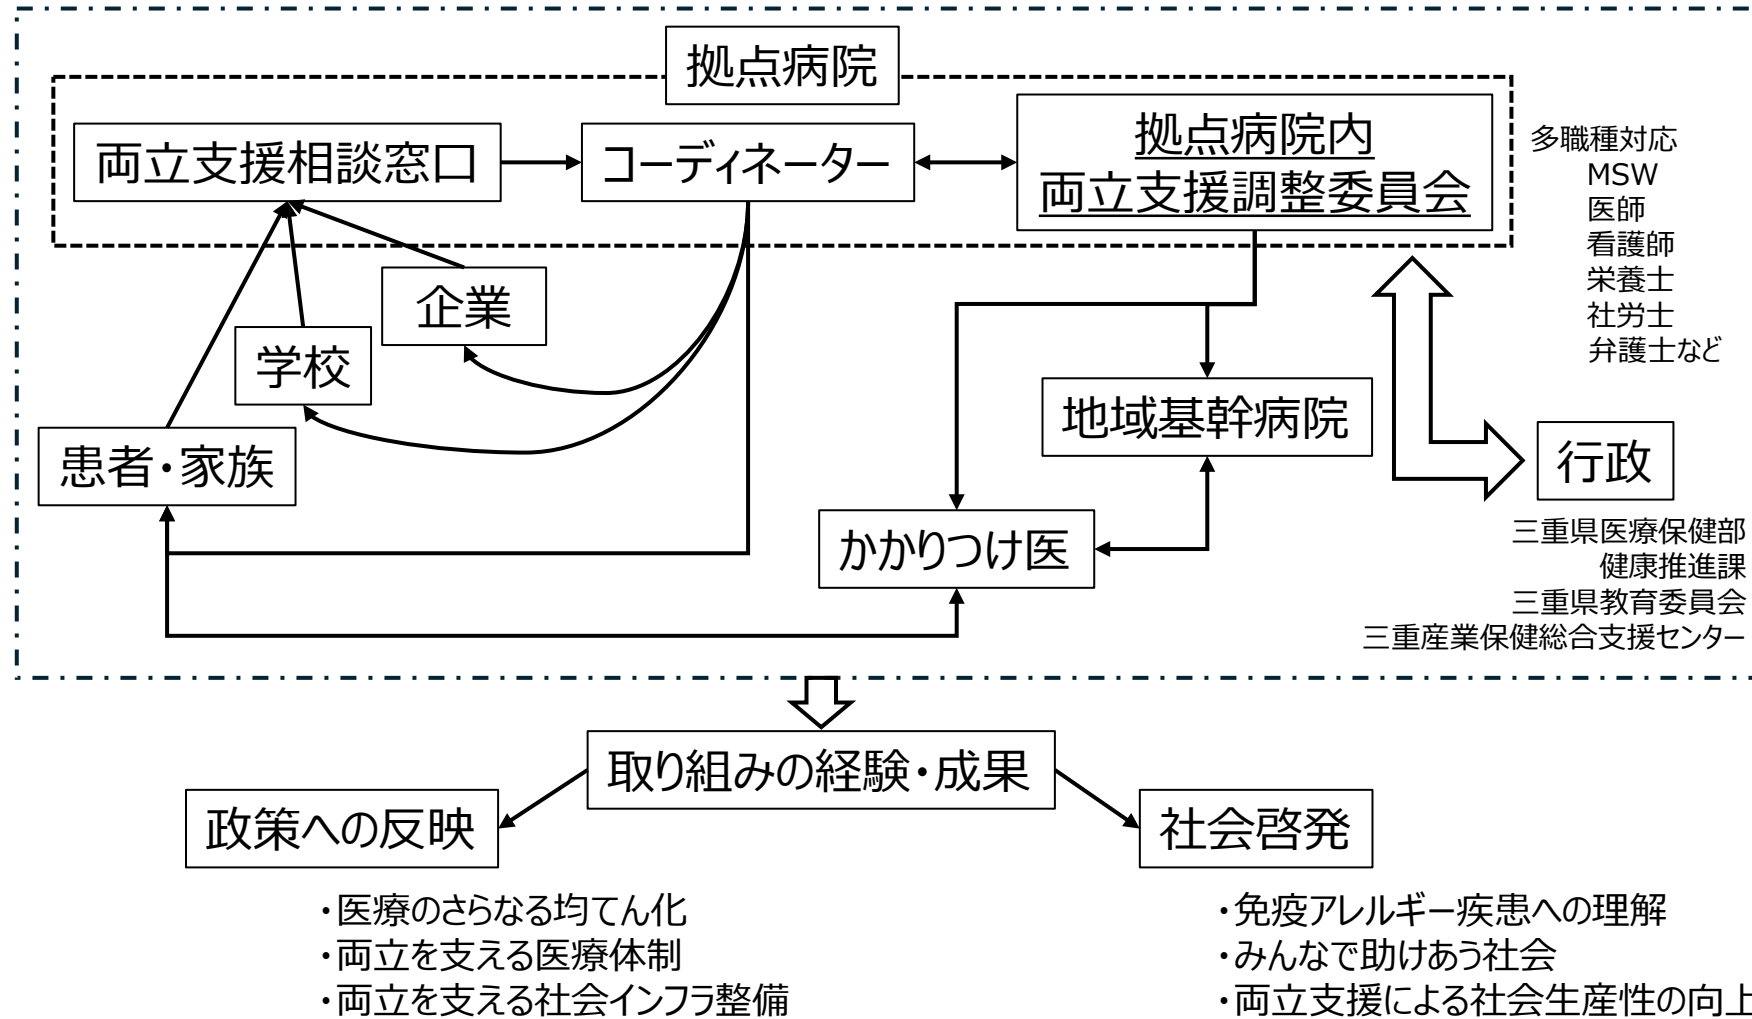 拠点病院
両立支援相談窓口
コーディネーター
拠点病院内
両立支援調整委員会
多職種対応
MSW
医師
看護師
栄養士
社労士
弁護士など
企業
学校
患者・家族
地域基幹病院
かかりつけ医
行政
三重県医療保健部
健康推進課
三重県教育委員会
三重産業保健総合支援センター
取り組みの経験・成果
政策への反映
社会啓発
・医療のさらなる均てん化
・両立を支える医療体制
・両立を支える社会インフラ整備
・免疫アレルギー疾患への理解
・みんなで助けあう社会
・両立支援による社会生産性の向上